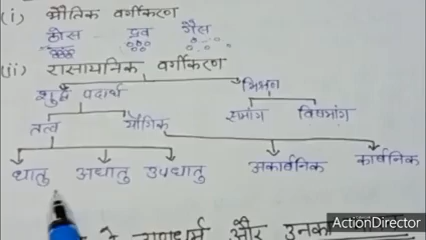 (i) भौतिक वर्गीकरण
ठोस द्रव गैस
(ii) रासायनिक वर्गीकरण
शुद्ध पदार्थ मिश्रण
तत्व यौगिक समांग विषमांग
धातु अधातु उपधातु अकार्बनिक कार्बनिक
के गुणधर्म और उनका
ActionDirector